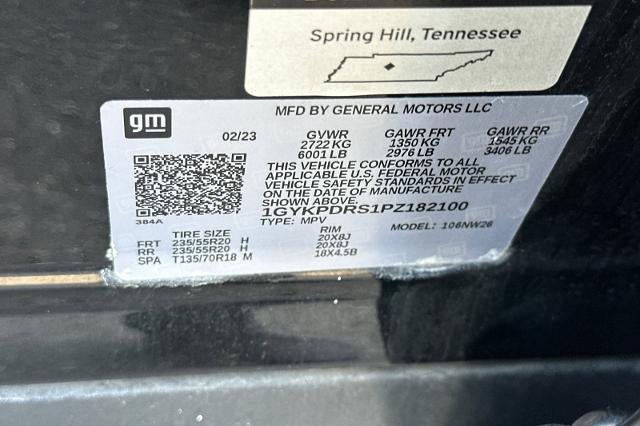 Spring Hill, Tennessee
gm
MFD BY GENERAL MOTORS LLC
02/23 GVWR GAWR FRT GAWR RR
2722 KG 1350 KG 1545 KG
6001 LB 2976 LB 3406 LB
THIS VEHICLE CONFORMS TO ALL
APPLICABLE U.S. FEDERAL MOTOR
VEHICLE SAFETY STANDARDS IN EFFECT
ON THE DATE OF MANUFACTURE
SHOWN ABOVE.
1GYKPDRS1PZ182100
384A
TYPE: MPV MODEL: 106NW26
TIRE SIZE RIM
FRT 235/55R20 H 20X8J
RR 235/55R20 H 20X8J
SPA T135/70R18 M 18X4.5B